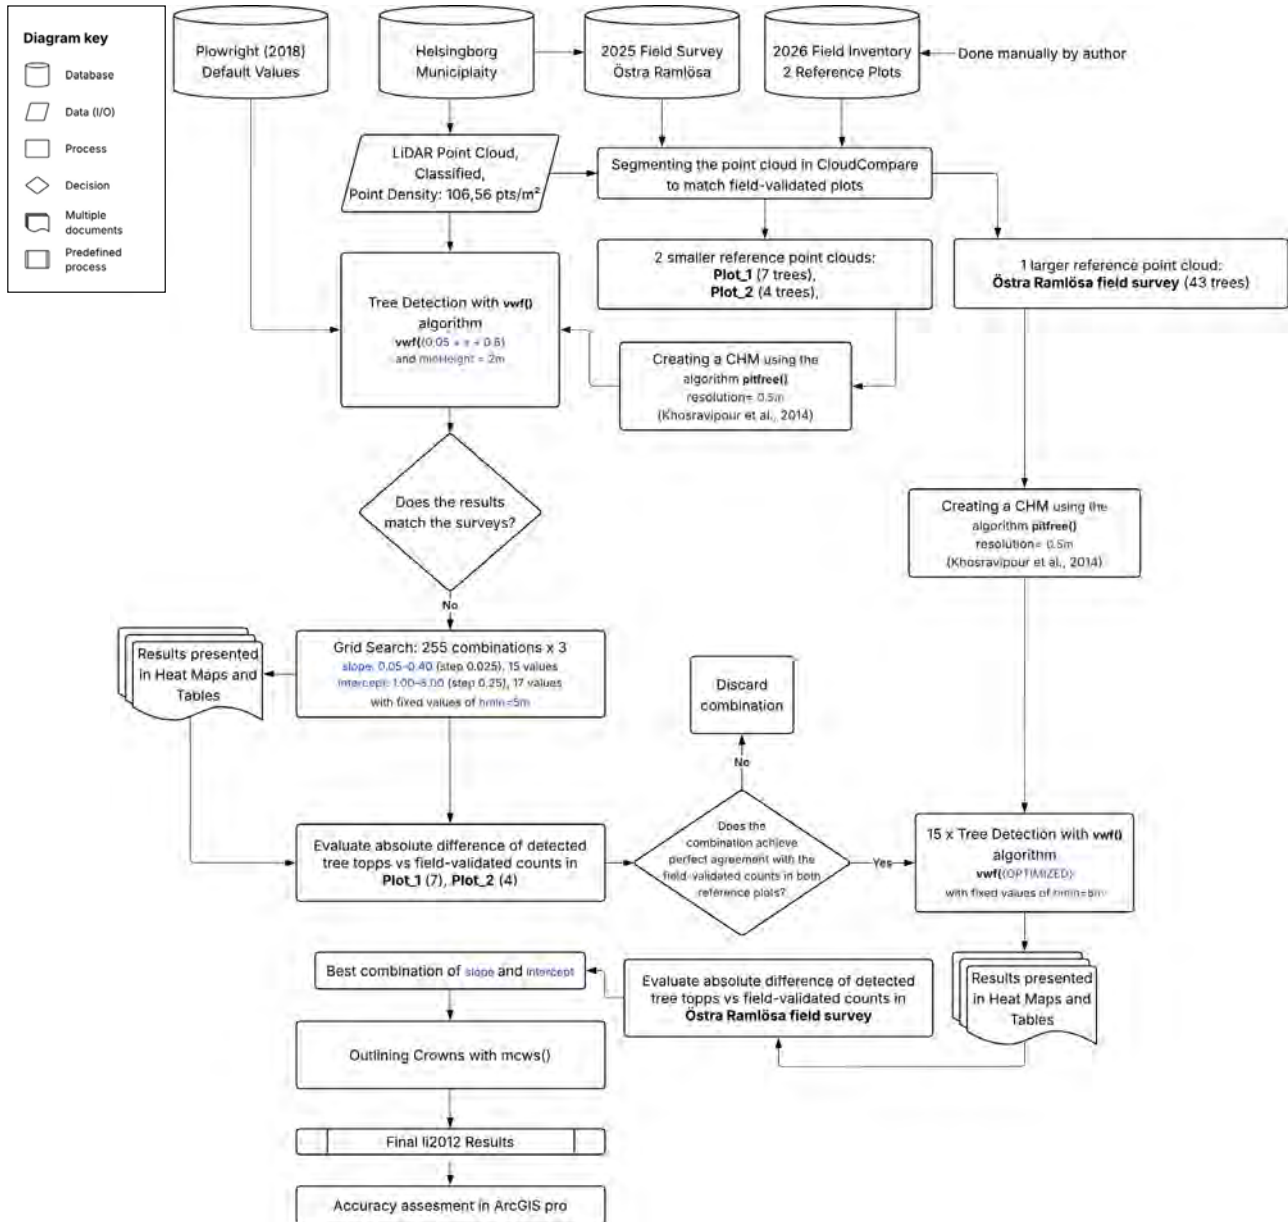 Diagram key
Database
Data (I/O)
Process
Decision
Multiple
documents
Predefined
process
Plowright (2018)
Default Values
Helsingborg
Municiplaity
2025 Field Survey
Östra Ramlösa
2026 Field Inventory
2 Reference Plots
Done manually by author
LiDAR Point Cloud,
Classified,
Point Density: 106,56 pts/m²
Segmenting the point cloud in CloudCompare
to match field-validated plots
2 smaller reference point clouds:
Plot_1 (7 trees),
Plot_2 (4 trees),
1 larger reference point cloud:
Östra Ramlösa field survey (43 trees)
Tree Detection with vwf()
algorithm
vwf((0.05 * x + 0.6)
and minHeight = 2m
Creating a CHM using the
algorithm pitfree()
resolution= 0.5m
(Khosravipour et al., 2014)
Does the results
match the surveys?
No
Creating a CHM using the
algorithm pitfree()
resolution= 0.5m
(Khosravipour et al., 2014)
Results presented
in Heat Maps and
Tables
Grid Search: 255 combinations x 3
slope: 0.05-0.40 (step 0.025), 15 values
intercept: 1.00-5.00 (step 0.25), 17 values
with fixed values of hmin=5m
Discard
combination
No
Evaluate absolute difference of detected
tree topps vs field-validated counts in
Plot_1 (7), Plot_2 (4)
Does the
combination achieve
perfect agreement with the
field-validated counts in both
reference plots?
Yes
15 x Tree Detection with vwf()
algorithm
vwf((OPTIMIZED)
with fixed values of hmin=5m
Best combination of slope and intercept
Evaluate absolute difference of detected
tree topps vs field-validated counts in
Östra Ramlösa field survey
Results presented
in Heat Maps and
Tables
Outlining Crowns with mcws()
Final li2012 Results
Accuracy assesment in ArcGIS pro